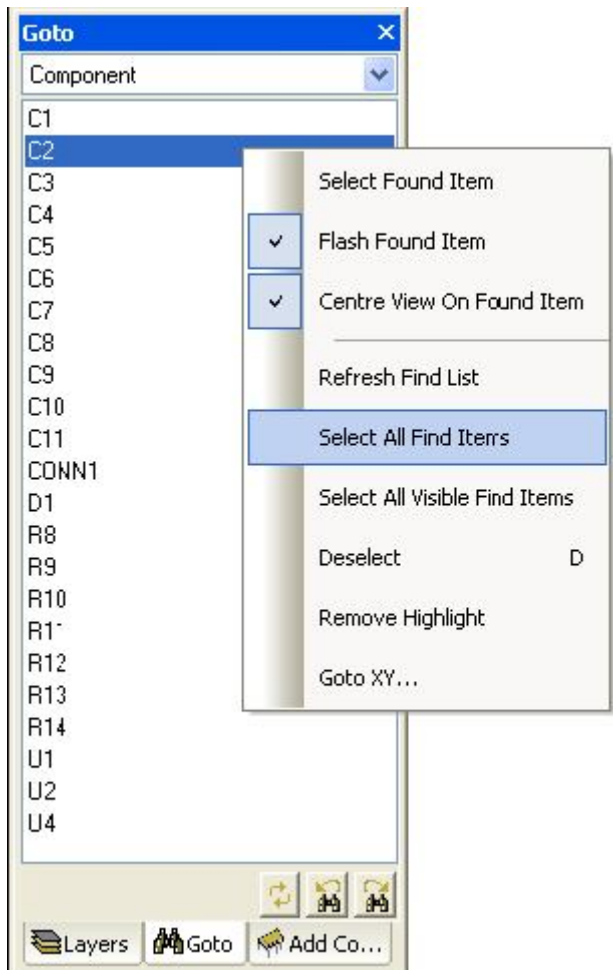 Goto
Component
C1
C2
C3
C4
C5
C6
C7
C8
C9
C10
C11
CONN1
D1
R8
R9
R10
R1-
R12
R13
R14
U1
U2
U4
Select Found Item
Flash Found Item
Centre View On Found Item
Refresh Find List
Select All Find Items
Select All Visible Find Items
Deselect D
Remove Highlight
Goto XY...
Layers Goto Add Co...